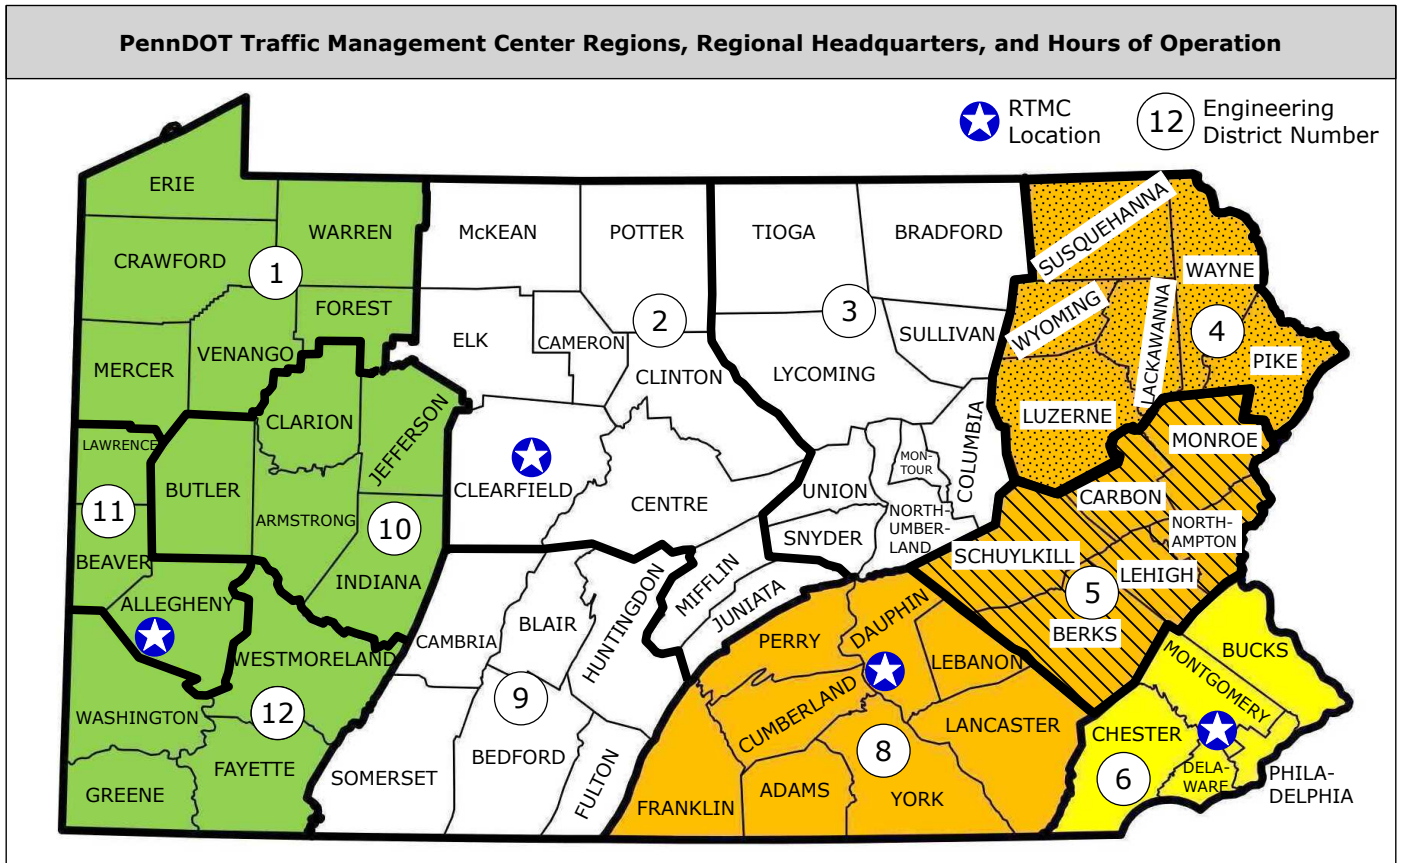 PennDOT Traffic Management Center Regions, Regional Headquarters, and Hours of Operation
RTMC
Location
12
Engineering
District Number
ERIE
WARREN
CRAWFORD
1
FOREST
MERCER
VENANGO
McKEAN
POTTER
ELK
CAMERON
2
CLINTON
CLEARFIELD
CENTRE
MIFFLIN
JUNIATA
TIOGA
BRADFORD
3
SULLIVAN
LYCOMING
COLUMBIA
MON-
TOUR
UNION
NORTH-
UMBER-
LAND
SNYDER
SUSQUEHANNA
WAYNE
WYOMING
LACKAWANNA
4
PIKE
LUZERNE
MONROE
CARBON
NORTH-
AMPTON
SCHUYLKILL
LEHIGH
5
BERKS
CLARION
JEFFERSON
BUTLER
ARMSTRONG
10
INDIANA
LAWRENCE
11
BEAVER
ALLEGHENY
WESTMORELAND
WASHINGTON
12
FAYETTE
GREENE
CAMBRIA
BLAIR
HUNTINGDON
9
SOMERSET
BEDFORD
FULTON
PERRY
DAUPHIN
LEBANON
CUMBERLAND
LANCASTER
8
FRANKLIN
ADAMS
YORK
BUCKS
MONTGOMERY
CHESTER
6
DELA-
WARE
PHILA-
DELPHIA